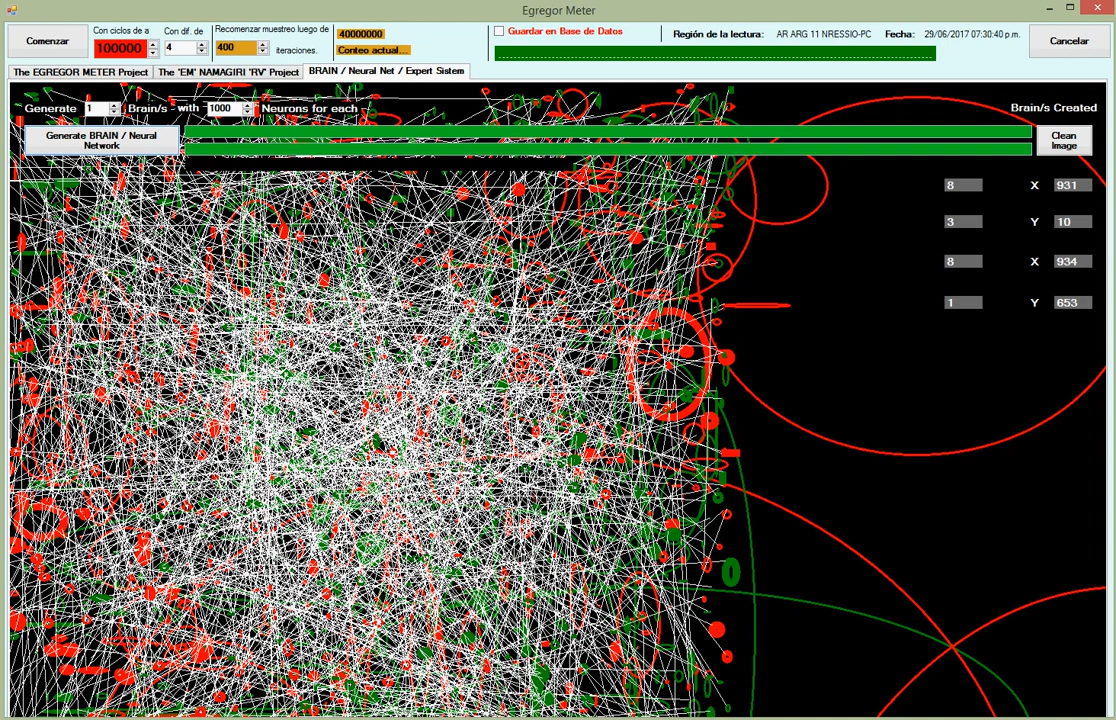 Egregor Meter
Comenzar
Con ciclos de a
100000
Con dif. de
4
Recomenzar muestreo luego de
400
iteraciones.
40000000
Conteo actual...
Guardar en Base de Datos
Región de la lectura: AR ARG 11 NRESSIO-PC Fecha: 29/06/2017 07:30:40 p.m.
Cancelar
The EGREGOR METER Project
The 'EM' NAMAGIRI 'RV' Project
BRAIN / Neural Net / Expert Sistem
Generate 1 Brain/s - with 1000 Neurons for each
Brain/s Created
Generate BRAIN / Neural
Network
Clean
Image
8 X 931
3 Y 10
8 X 934
1 Y 653